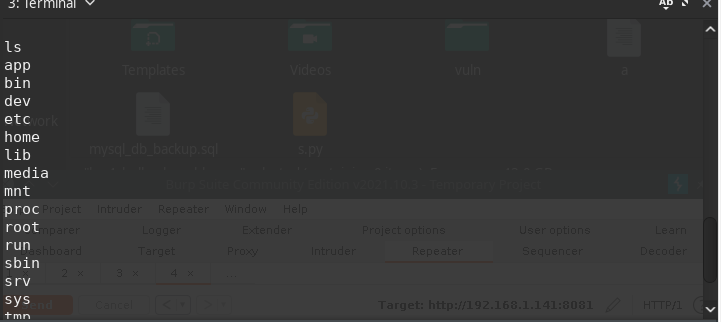 3: Terminal
ls
app
bin
dev
etc
home
lib
media
mnt
proc
root
run
sbin
srv
sys
tmp
Templates
Videos
vuln
a
work
mysql_db_backup.sql
s.py
Project Intruder Repeater Window Help
Logger Extender Project options User options Learn
Target Proxy Intruder Repeater Sequencer Decoder
2 × 3 × 4 × ...
Cancel < > Target: http://192.168.1.141:8081 HTTP/1